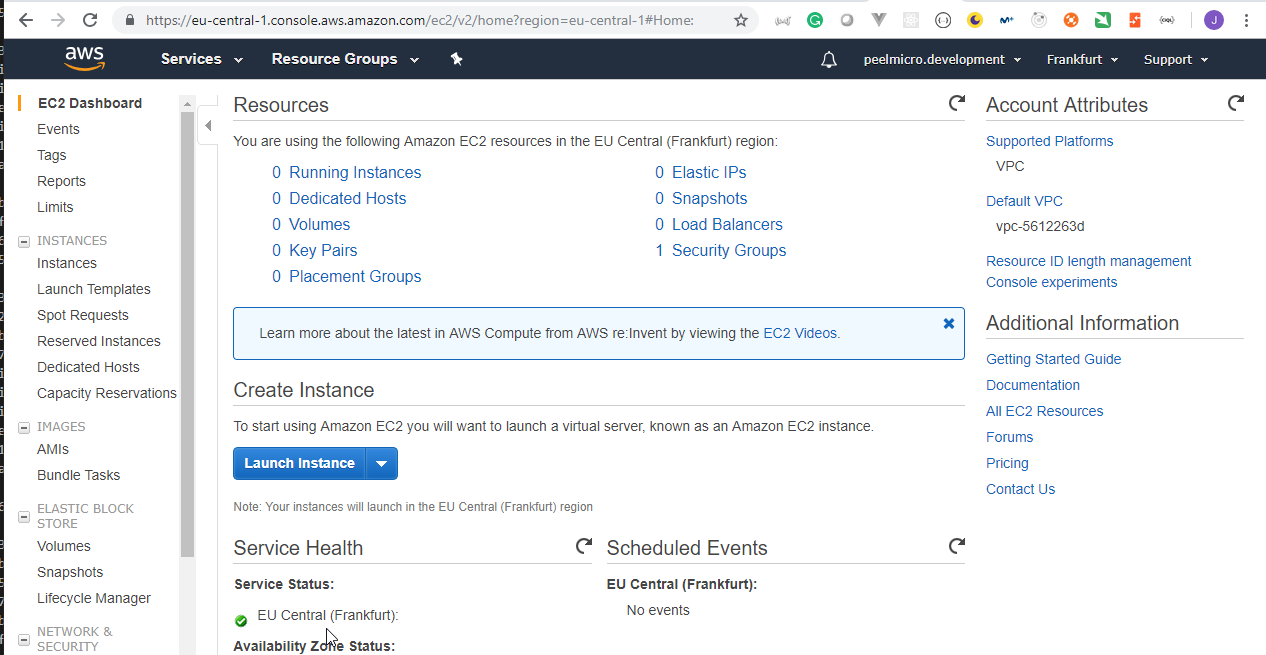 https://eu-central-1.console.aws.amazon.com/ec2/v2/home?region=eu-central-1#Home:
J
aws
Services
Resource Groups
peelmicro.development
Frankfurt
Support
EC2 Dashboard
Events
Tags
Reports
Limits
INSTANCES
Instances
Launch Templates
Spot Requests
Reserved Instances
Dedicated Hosts
Capacity Reservations
IMAGES
AMIs
Bundle Tasks
ELASTIC BLOCK
STORE
Volumes
Snapshots
Lifecycle Manager
NETWORK &
SECURITY
Resources
You are using the following Amazon EC2 resources in the EU Central (Frankfurt) region:
0 Running Instances
0 Elastic IPs
0 Dedicated Hosts
0 Snapshots
0 Volumes
0 Load Balancers
0 Key Pairs
1 Security Groups
0 Placement Groups
Learn more about the latest in AWS Compute from AWS re:Invent by viewing the EC2 Videos.
Create Instance
To start using Amazon EC2 you will want to launch a virtual server, known as an Amazon EC2 instance.
Launch Instance
Note: Your instances will launch in the EU Central (Frankfurt) region
Service Health
Service Status:
EU Central (Frankfurt):
Availability Zone Status:
Scheduled Events
EU Central (Frankfurt):
No events
Account Attributes
Supported Platforms
VPC
Default VPC
vpc-5612263d
Resource ID length management
Console experiments
Additional Information
Getting Started Guide
Documentation
All EC2 Resources
Forums
Pricing
Contact Us